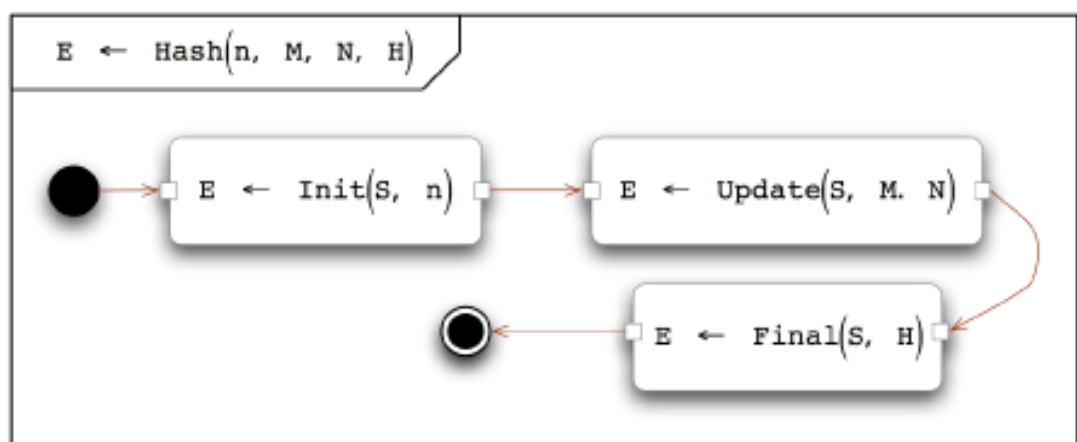 E ← Hash(n, M, N, H)
E ← Init(S, n)
E ← Update(S, M. N)
E ← Final(S, H)